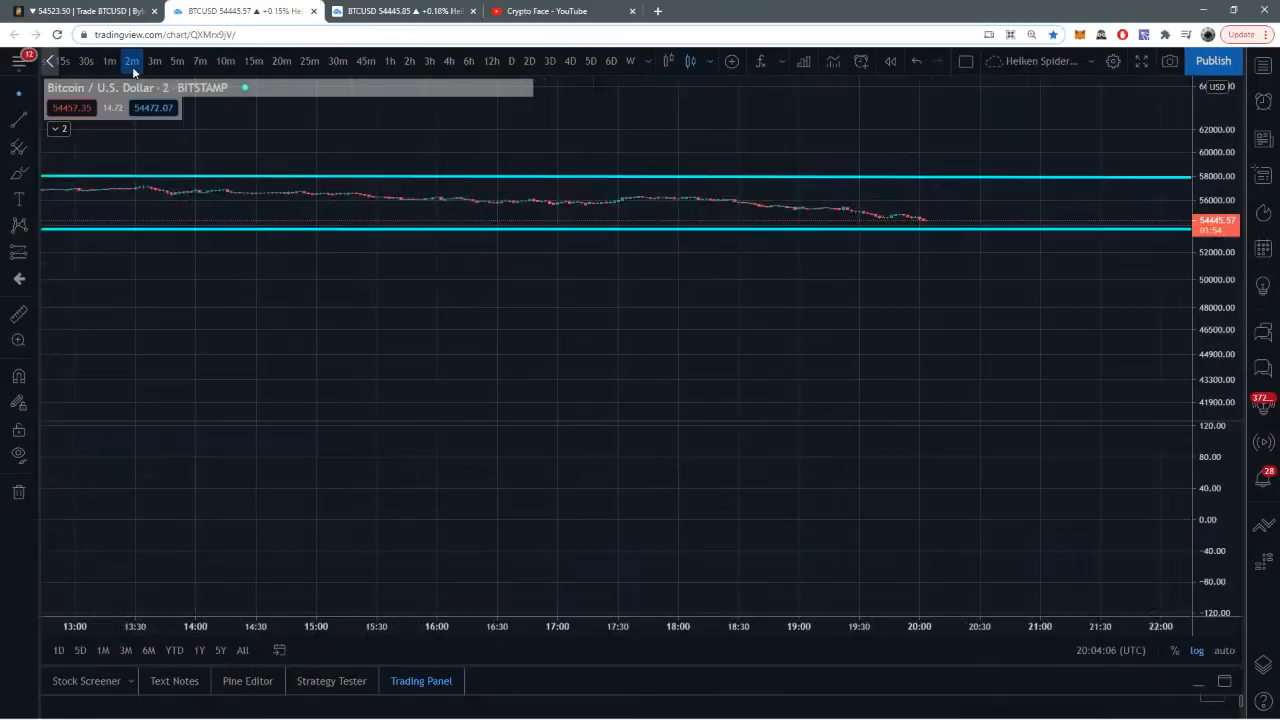 ▼ 54523.50 | Trade BTCUSD | Byb
BTCUSD 54445.57 ▲ +0.15% Hei
BTCUSD 54445.85 ▲ +0.18% Hei
Crypto Face - YouTube
tradingview.com/chart/QXMrx9jV/
Update
12
15s 30s 1m 2m 3m 5m 7m 10m 15m 20m 25m 30m 45m 1h 2h 3h 4h 6h 12h D 2D 3D 4D 5D 6D W
Heiken Spider...
Publish
Bitcoin / U.S. Dollar · 2 · BITSTAMP
54457.35 14.72 54472.07
2
USD
62000.00
60000.00
58000.00
56000.00
54445.57
03:54
52000.00
50000.00
48000.00
46500.00
44900.00
43300.00
41900.00
120.00
80.00
40.00
0.00
-40.00
-80.00
-120.00
372...
28
13:00 13:30 14:00 14:30 15:00 15:30 16:00 16:30 17:00 17:30 18:00 18:30 19:00 19:30 20:00 20:30 21:00 21:30 22:00
1D 5D 1M 3M 6M YTD 1Y 5Y All
20:04:06 (UTC) % log auto
Stock Screener Text Notes Pine Editor Strategy Tester Trading Panel